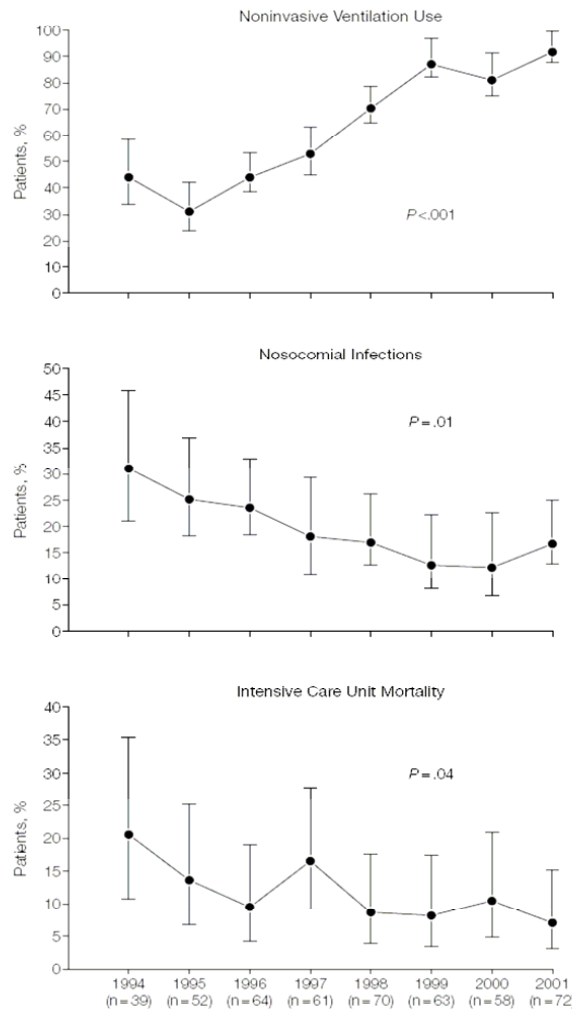 Noninvasive Ventilation Use
100
90
80
70
60
50
40
30
20
10
0
Patients, %
P<.001
Nosocomial Infections
50
45
40
35
30
25
20
15
10
5
0
Patients, %
P=.01
Intensive Care Unit Mortality
40
35
30
25
20
15
10
5
0
Patients, %
P=.04
1994 1995 1996 1997 1998 1999 2000 2001
(n=39) (n=52) (n=64) (n=61) (n=70) (n=63) (n=58) (n=72